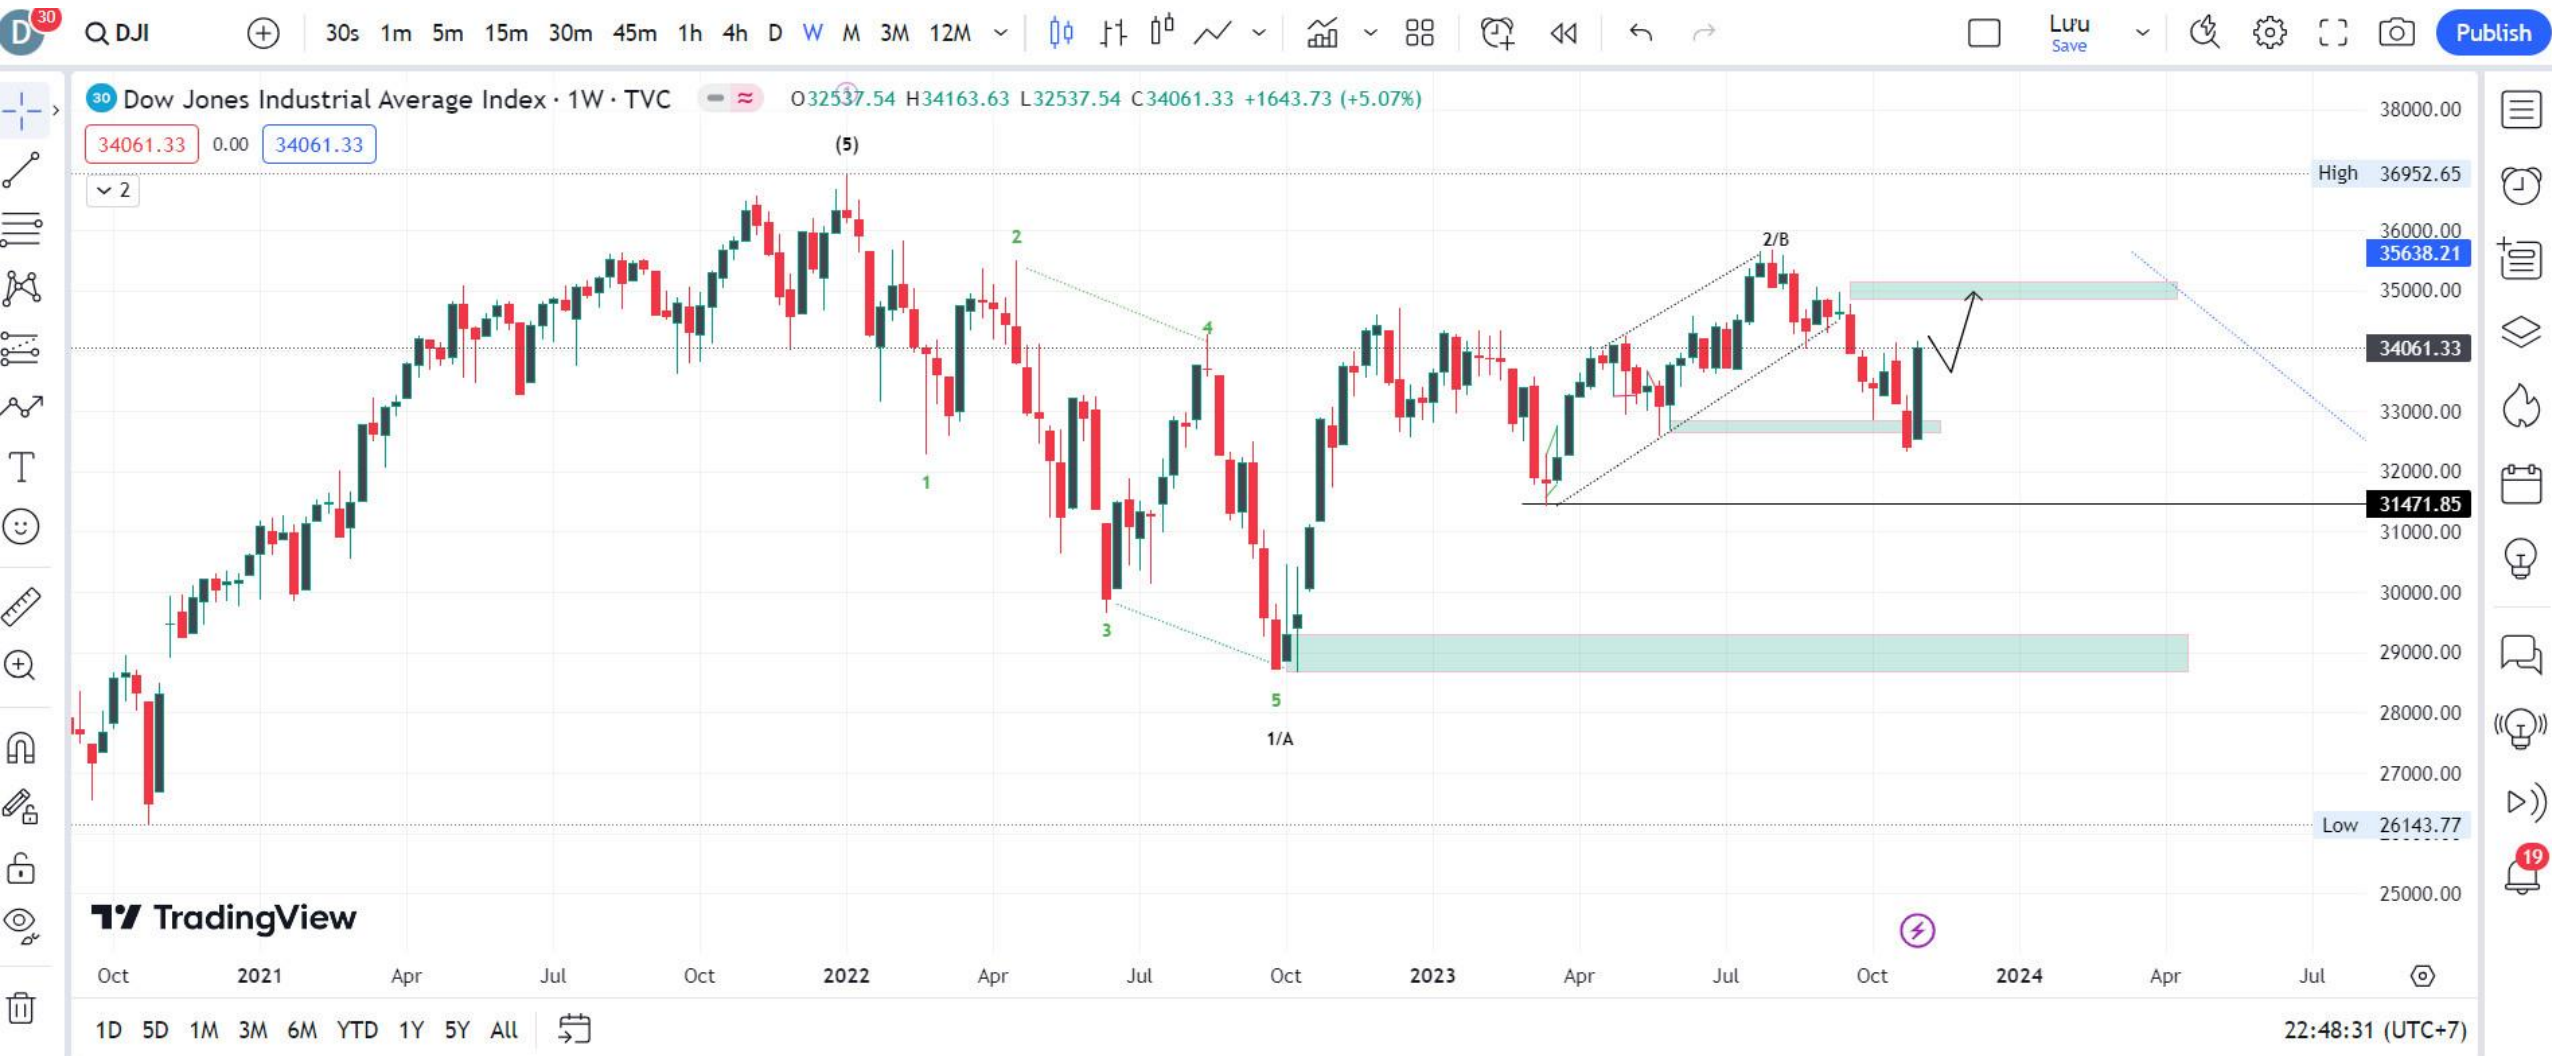 D 30 DJI 30s 1m 5m 15m 30m 45m 1h 4h D W M 3M 12M Lưu Publish
Save
30 Dow Jones Industrial Average Index · 1W · TVC O32537.54 H34163.63 L32537.54 C34061.33 +1643.73 (+5.07%)
34061.33 0.00 34061.33
2
(5)
2
4
1
3
5
1/A
2/B
38000.00
High 36952.65
36000.00
35638.21
35000.00
34061.33
33000.00
32000.00
31471.85
31000.00
30000.00
29000.00
28000.00
27000.00
Low 26143.77
25000.00
19
TradingView
Oct 2021 Apr Jul Oct 2022 Apr Jul Oct 2023 Apr Jul Oct 2024 Apr Jul
1D 5D 1M 3M 6M YTD 1Y 5Y All 22:48:31 (UTC+7)